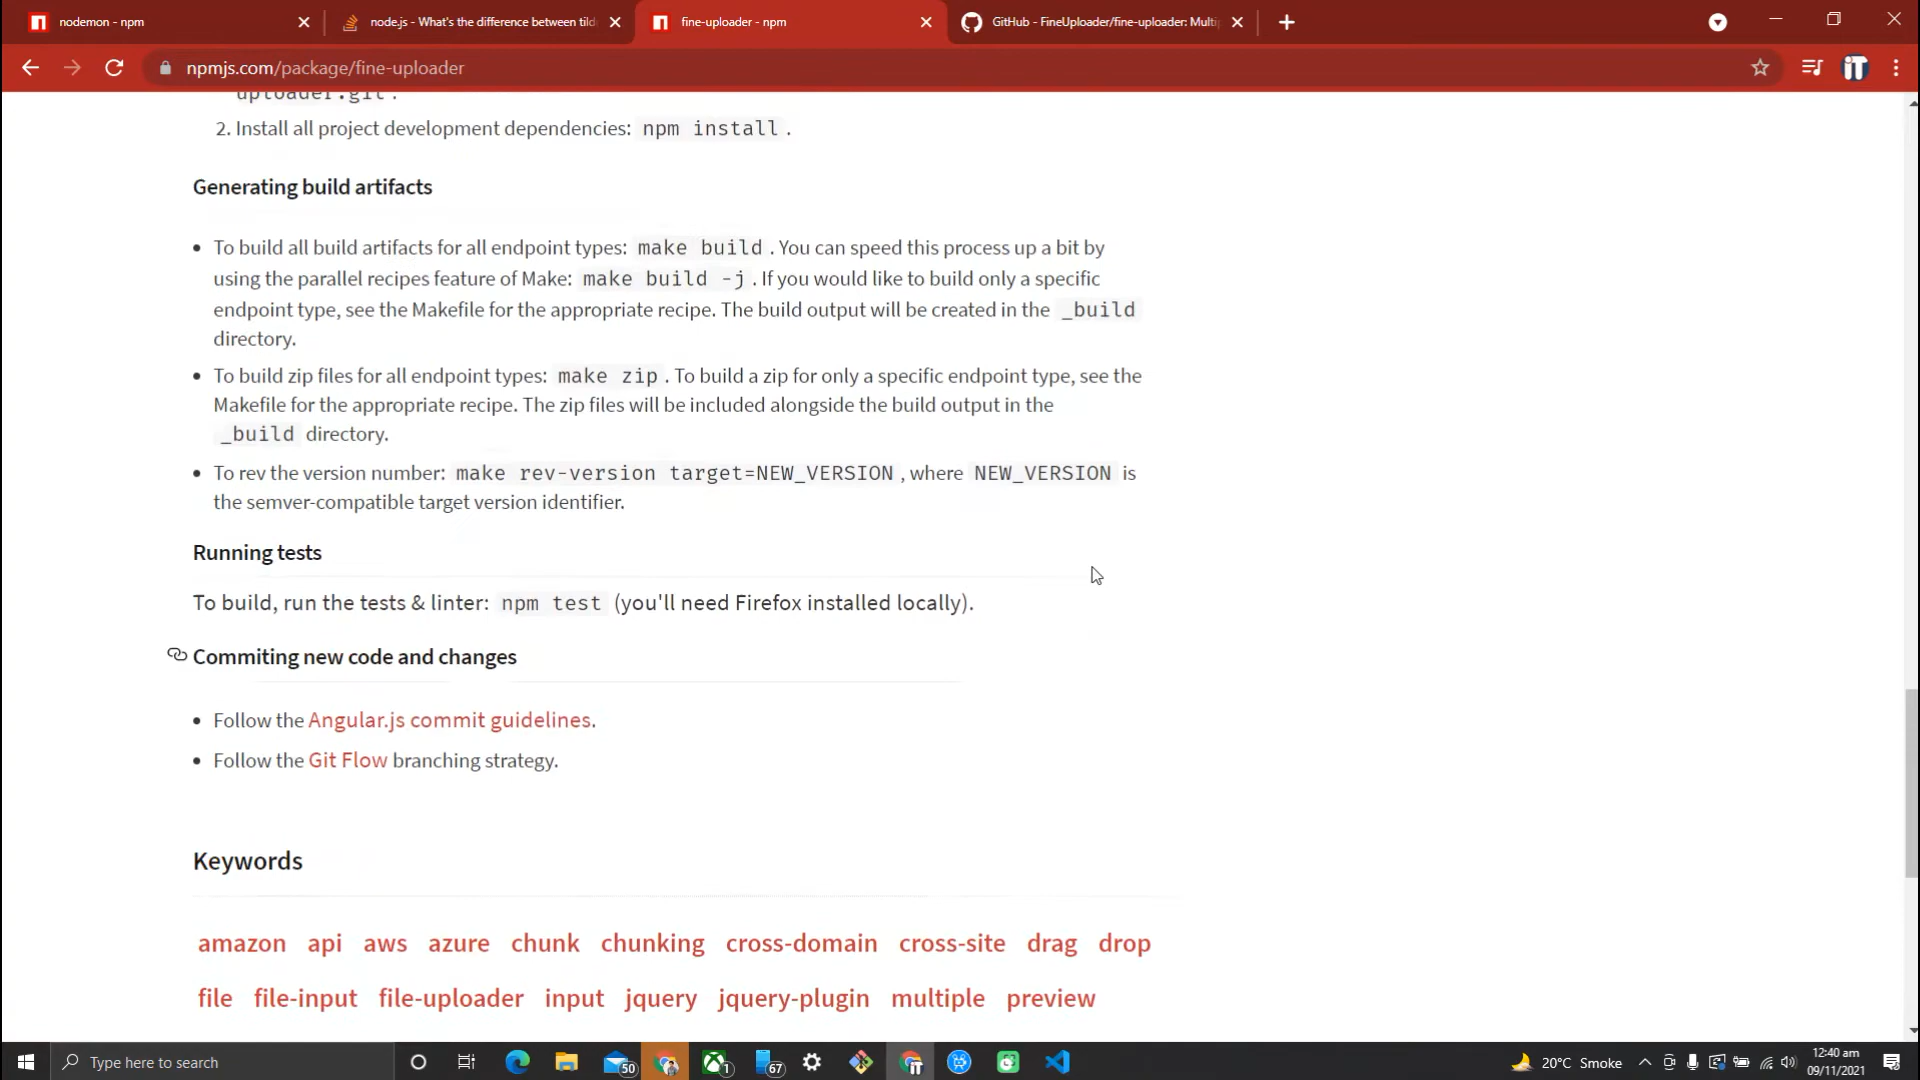 nodemon - npm
node.js - What's the difference between tild
fine-uploader - npm
GitHub - FineUploader/fine-uploader: Multi
npmjs.com/package/fine-uploader
uploader.git .
2. Install all project development dependencies: npm install .
Generating build artifacts
• To build all build artifacts for all endpoint types: make build . You can speed this process up a bit by
using the parallel recipes feature of Make: make build -j . If you would like to build only a specific
endpoint type, see the Makefile for the appropriate recipe. The build output will be created in the _build
directory.
• To build zip files for all endpoint types: make zip . To build a zip for only a specific endpoint type, see the
Makefile for the appropriate recipe. The zip files will be included alongside the build output in the
_build directory.
• To rev the version number: make rev-version target=NEW_VERSION , where NEW_VERSION is
the semver-compatible target version identifier.
Running tests
To build, run the tests & linter: npm test (you'll need Firefox installed locally).
Commiting new code and changes
• Follow the Angular.js commit guidelines.
• Follow the Git Flow branching strategy.
Keywords
amazon api aws azure chunk chunking cross-domain cross-site drag drop
file file-input file-uploader input jquery jquery-plugin multiple preview
Type here to search
50
1
67
20°C Smoke
12:40 am
09/11/2021